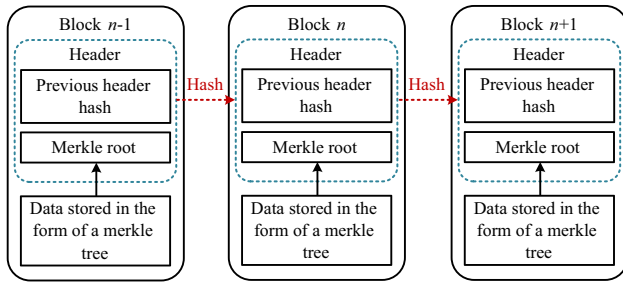 Block n-1
Header
Previous header
hash
Merkle root
Data stored in the
form of a merkle
tree
Hash
Block n
Header
Previous header
hash
Merkle root
Data stored in the
form of a merkle
tree
Hash
Block n+1
Header
Previous header
hash
Merkle root
Data stored in the
form of a merkle
tree